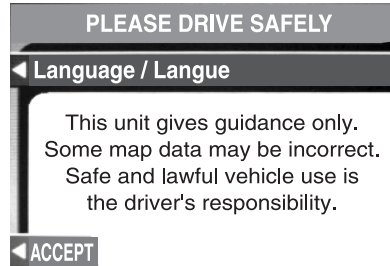 PLEASE DRIVE SAFELY
Language / Langue
This unit gives guidance only.
Some map data may be incorrect.
Safe and lawful vehicle use is
the driver's responsibility.
ACCEPT